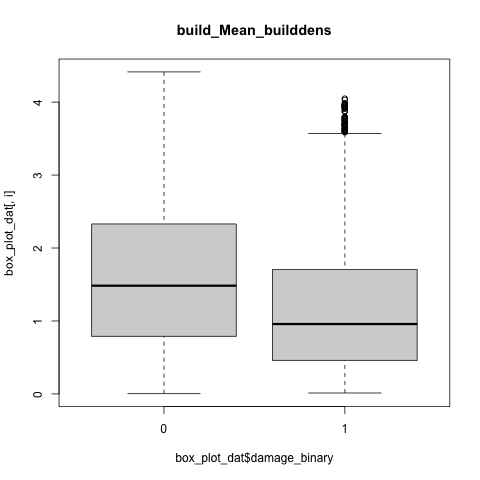 build_Mean_builddens
box_plot_dat[, i]
4
3
2
1
0
0 1
box_plot_dat$damage_binary